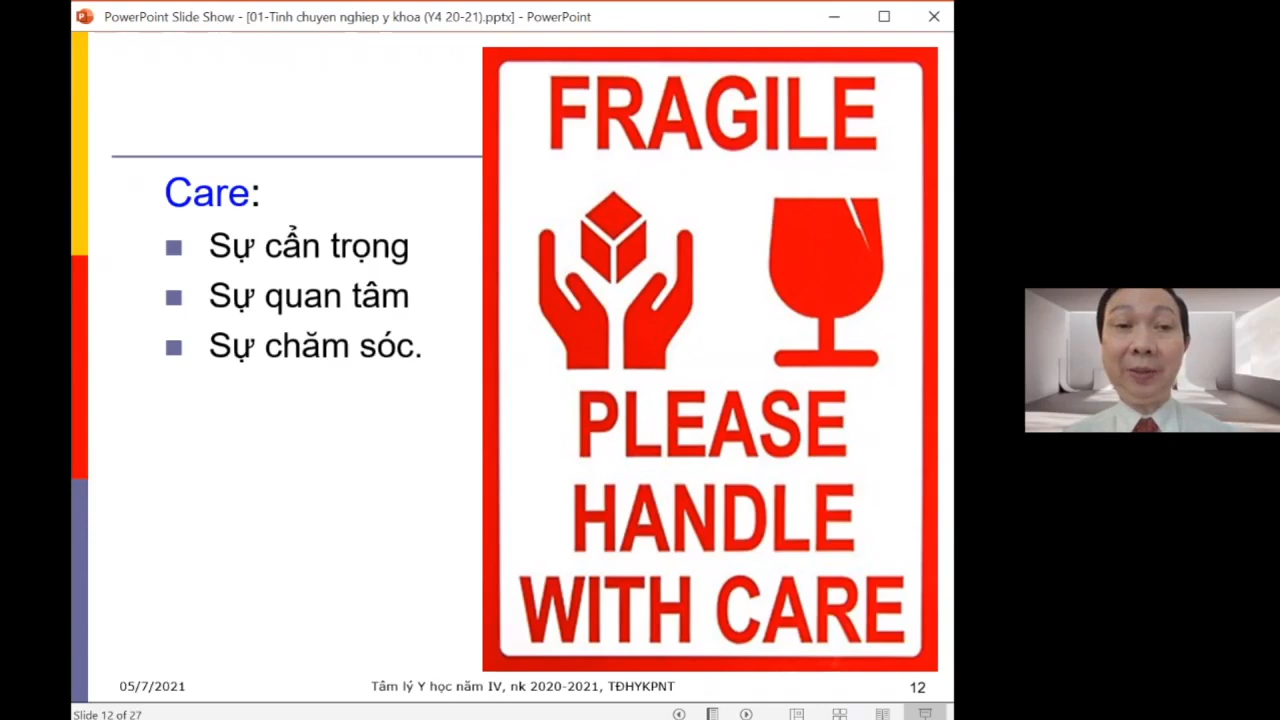 PowerPoint Slide Show - [01-Tinh chuyen nghiep y khoa (Y4 20-21).pptx] - PowerPoint
Care:
Sự cẩn trọng
Sự quan tâm
Sự chăm sóc.
FRAGILE
PLEASE
HANDLE
WITH CARE
05/7/2021
Tâm lý Y học năm IV, nk 2020-2021, TĐHYKPNT
12
Slide 12 of 27